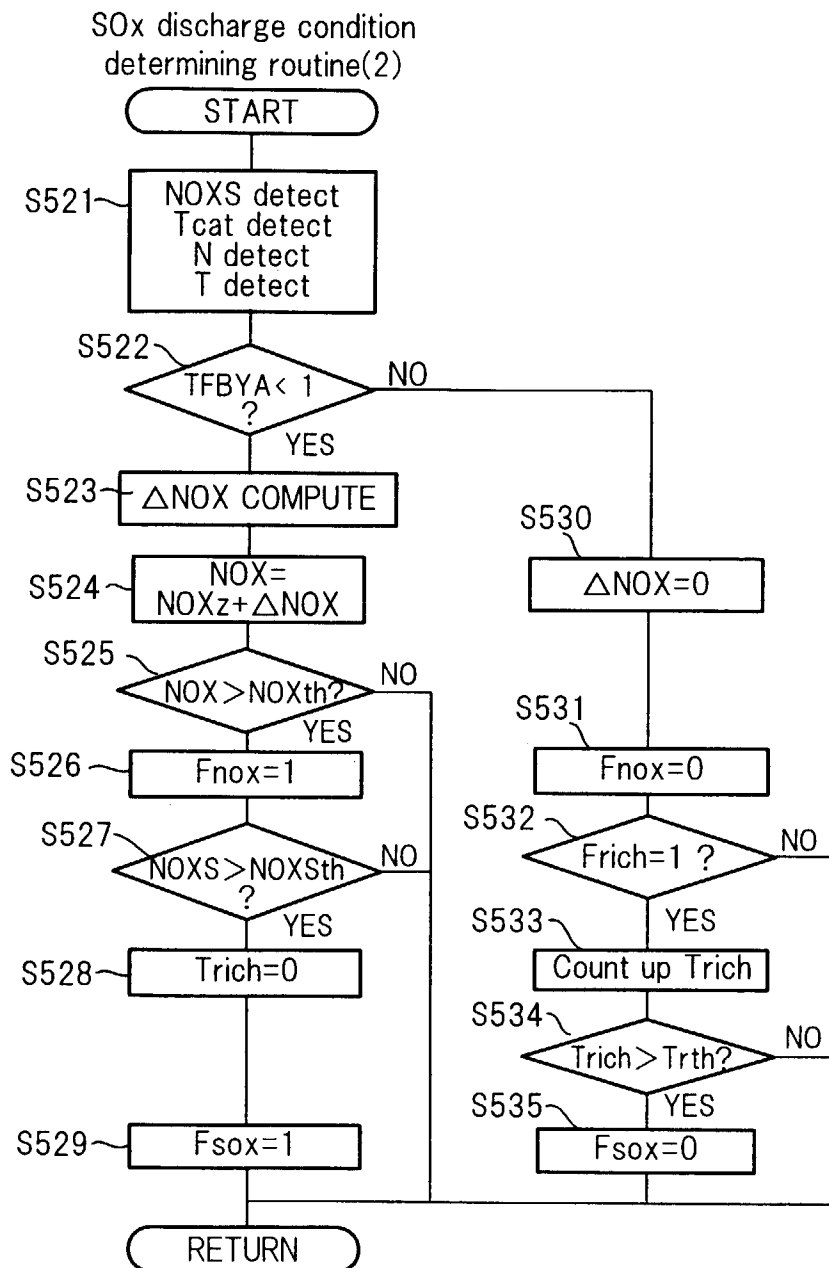 SOx discharge condition
determining routine(2)
START
S521
NOXS detect
Tcat detect
N detect
T detect
S522
TFBYA< 1
?
NO
YES
S523
△NOX COMPUTE
S524
NOX=
NOXz+△NOX
S525
NOX>NOXth?
NO
YES
S526
Fnox=1
S527
NOXS>NOXSth
?
NO
YES
S528
Trich=0
S529
Fsox=1
RETURN
S530
△NOX=0
S531
Fnox=0
S532
Frich=1 ?
NO
YES
S533
Count up Trich
S534
Trich>Trth?
NO
YES
S535
Fsox=0